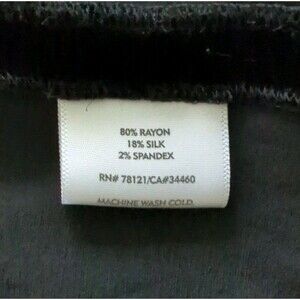 80% RAYON
18% SILK
2% SPANDEX
RN# 78121/CA#34460
MACHINE WASH COLD,